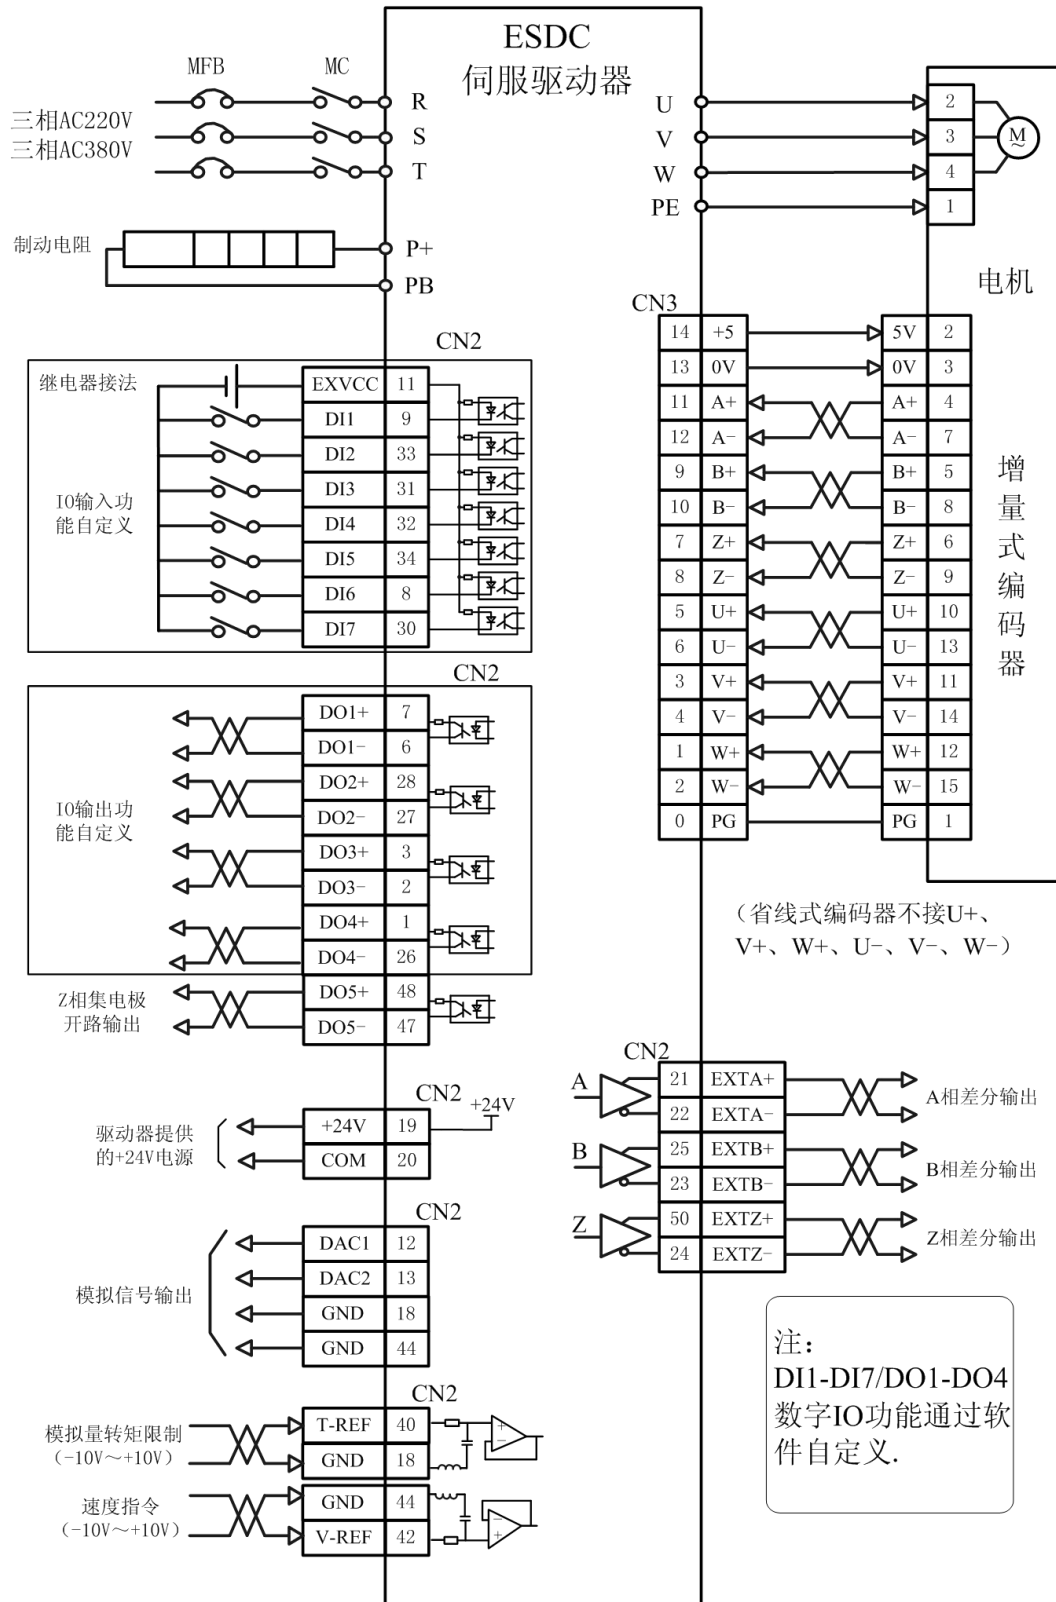 ESDC
伺服驱动器
MFB MC
三相AC220V
三相AC380V
R
S
T
制动电阻
P+
PB
U 2
V 3
W 4
PE 1
M
~
电机
CN2
继电器接法
EXVCC 11
DI1 9
DI2 33
DI3 31
DI4 32
DI5 34
DI6 8
DI7 30
IO输入功
能自定义
CN2
DO1+ 7
DO1- 6
DO2+ 28
DO2- 27
DO3+ 3
DO3- 2
DO4+ 1
DO4- 26
IO输出功
能自定义
DO5+ 48
DO5- 47
Z相集电极
开路输出
CN2
+24V
+24V 19
COM 20
驱动器提供
的+24V电源
CN2
DAC1 12
DAC2 13
GND 18
GND 44
模拟信号输出
CN2
T-REF 40
GND 18
模拟量转矩限制
(-10V~+10V)
GND 44
V-REF 42
速度指令
(-10V~+10V)
CN3
14 +5 5V 2
13 0V 0V 3
11 A+ A+ 4
12 A- A- 7
9 B+ B+ 5
10 B- B- 8
7 Z+ Z+ 6
8 Z- Z- 9
5 U+ U+ 10
6 U- U- 13
3 V+ V+ 11
4 V- V- 14
1 W+ W+ 12
2 W- W- 15
0 PG PG 1
增量式编码器
（省线式编码器不接U+、
V+、W+、U-、V-、W-）
CN2
A
21 EXTA+
22 EXTA-
A相差分输出
B
25 EXTB+
23 EXTB-
B相差分输出
Z
50 EXTZ+
24 EXTZ-
Z相差分输出
注：
DI1-DI7/DO1-DO4
数字IO功能通过软
件自定义.